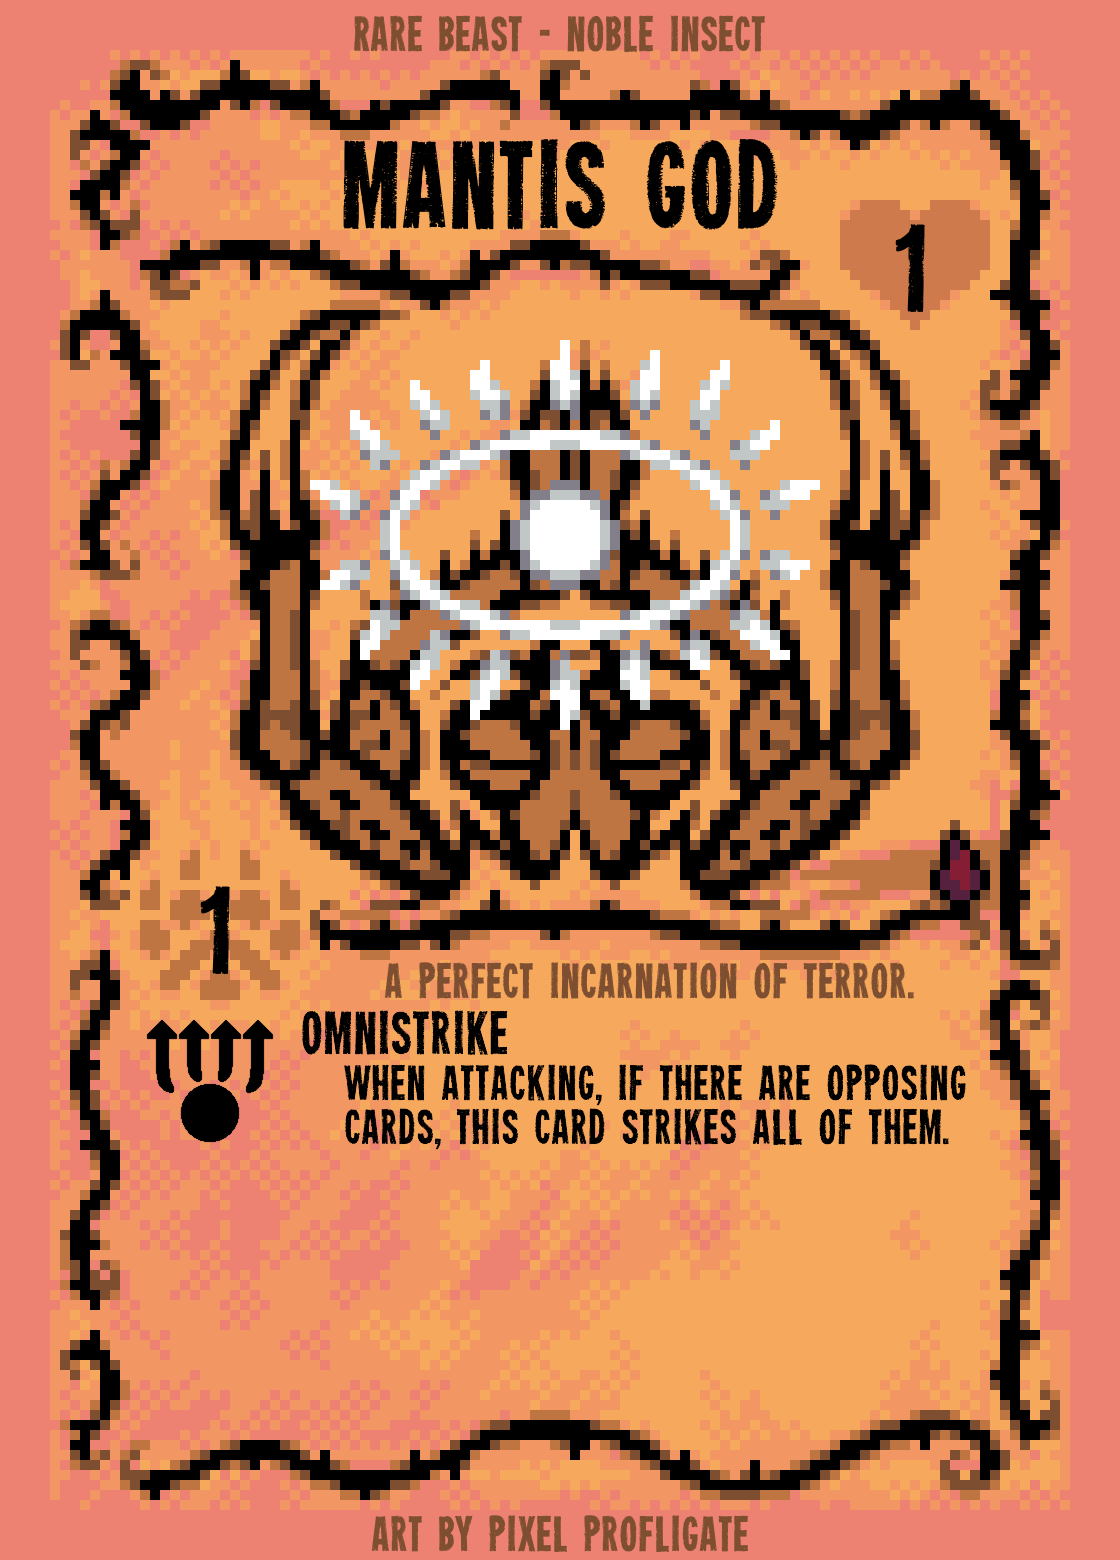 RARE BEAST - NOBLE INSECT
MANTIS GOD
1
1
A PERFECT INCARNATION OF TERROR.
OMNISTRIKE
WHEN ATTACKING, IF THERE ARE OPPOSING
CARDS, THIS CARD STRIKES ALL OF THEM.
ART BY PIXEL PROFLIGATE